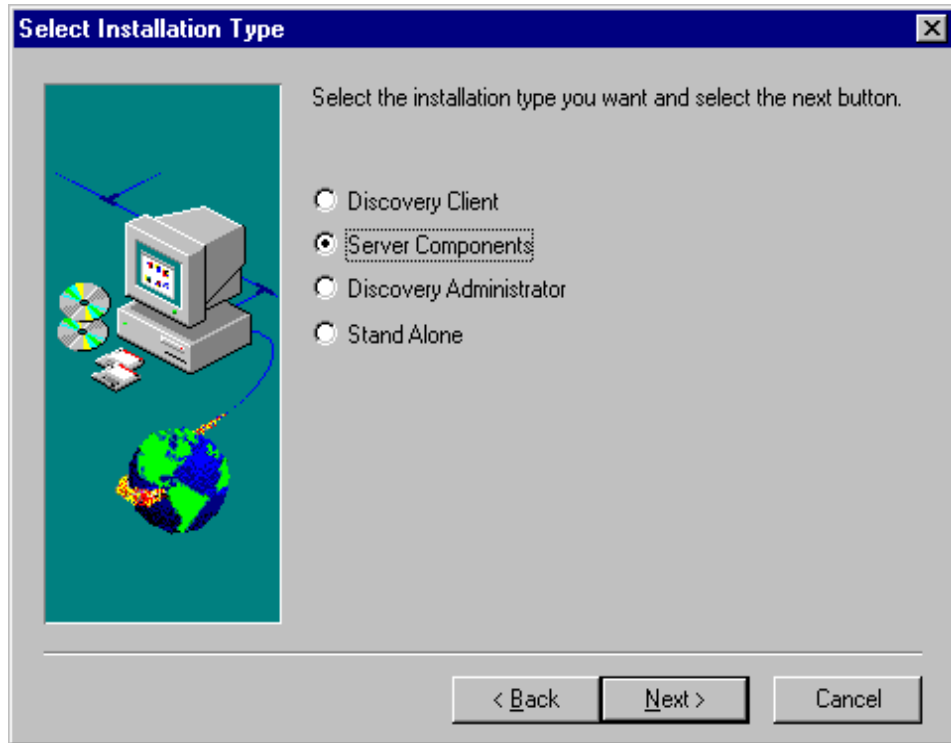 Select Installation Type
Select the installation type you want and select the next button.
Discovery Client
Server Components
Discovery Administrator
Stand Alone
< Back
Next >
Cancel